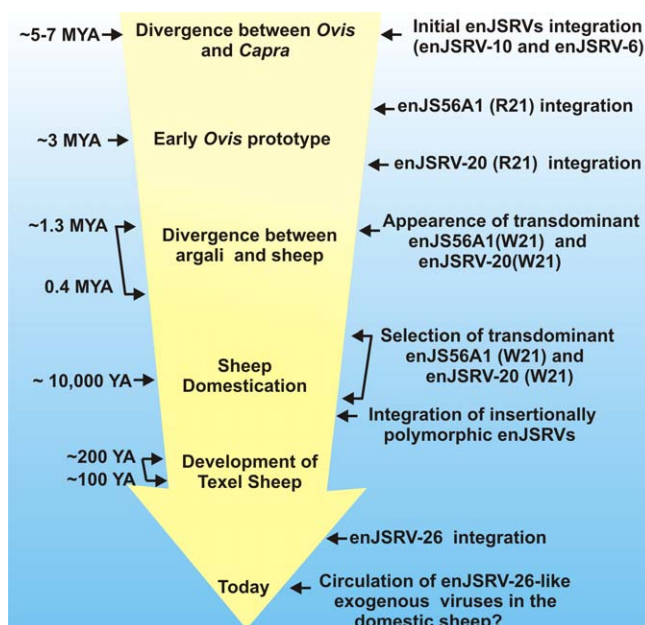 ~5-7 MYA
Divergence between Ovis
and Capra
Initial enJSRVs integration
(enJSRV-10 and enJSRV-6)
enJS56A1 (R21) integration
~3 MYA
Early Ovis prototype
enJSRV-20 (R21) integration
~1.3 MYA
0.4 MYA
Divergence between
argali and sheep
Appearence of transdominant
enJS56A1(W21) and
enJSRV-20(W21)
Selection of transdominant
enJS56A1 (W21) and
enJSRV-20 (W21)
~ 10,000 YA
Sheep
Domestication
Integration of insertionally
polymorphic enJSRVs
~200 YA
~100 YA
Development of
Texel Sheep
enJSRV-26 integration
Today
Circulation of enJSRV-26-like
exogenous viruses in the
domestic sheep?